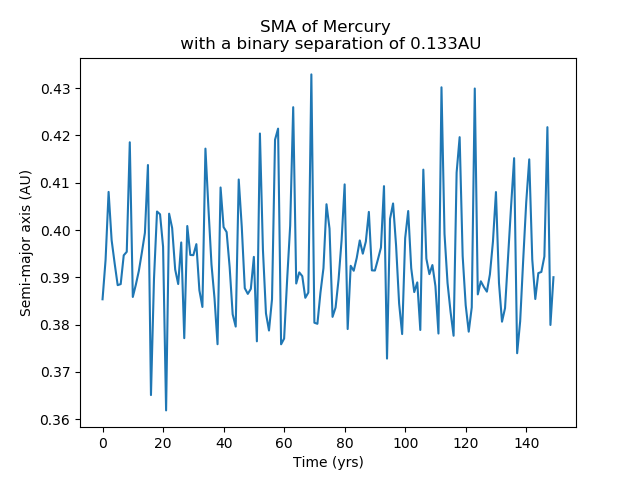 SMA of Mercury
with a binary separation of 0.133AU
0.43
0.42
0.41
0.40
0.39
0.38
0.37
0.36
Semi-major axis (AU)
0 20 40 60 80 100 120 140
Time (yrs)